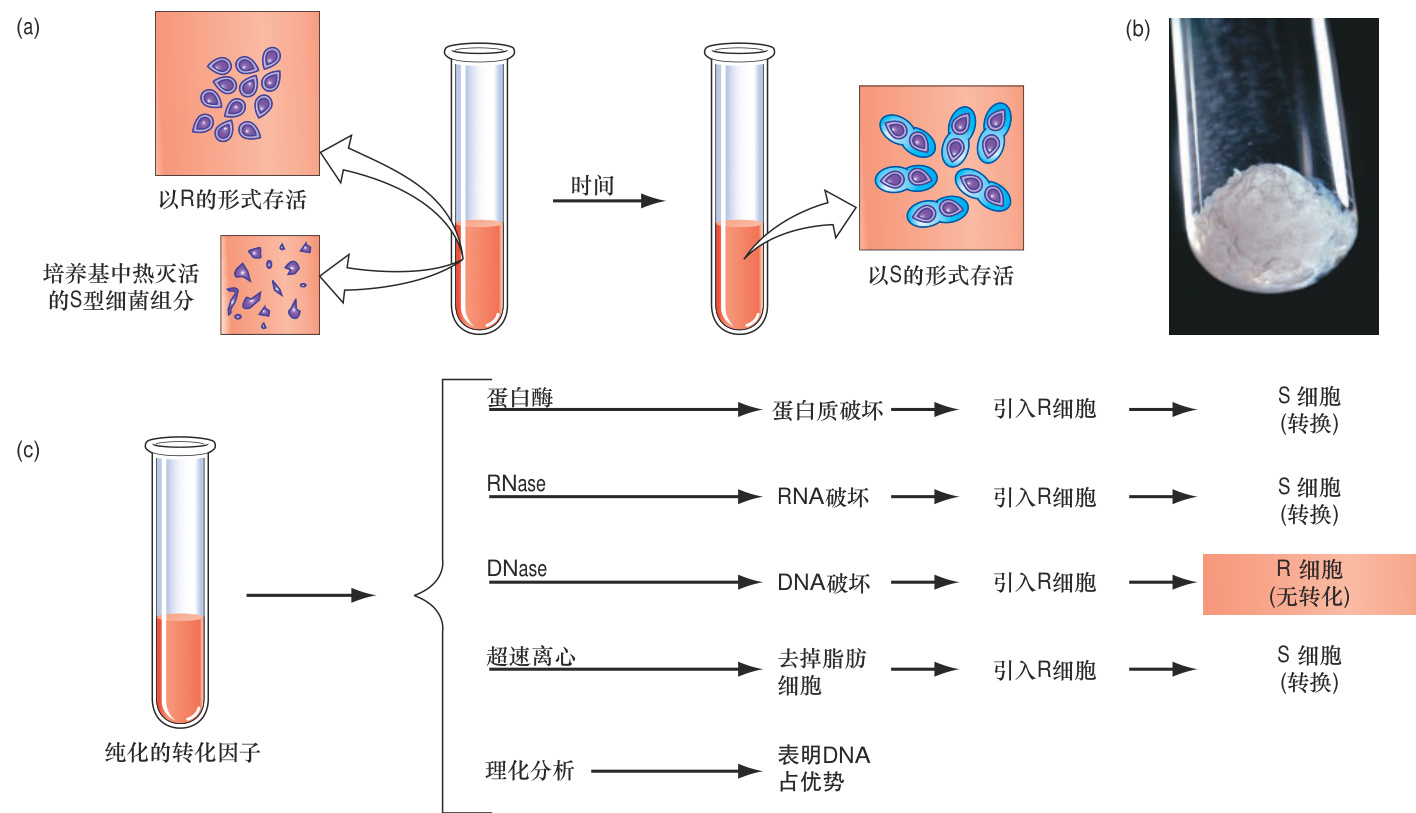 (a)
以R的形式存活
培养基中热灭活
的S型细菌组分
时间
以S的形式存活
(b)
(c)
纯化的转化因子
蛋白酶
蛋白质破坏
引入R细胞
S 细胞
(转换)
RNase
RNA破坏
引入R细胞
S 细胞
(转换)
DNase
DNA破坏
引入R细胞
R 细胞
(无转化)
超速离心
去掉脂肪
细胞
引入R细胞
S 细胞
(转换)
理化分析
表明DNA
占优势